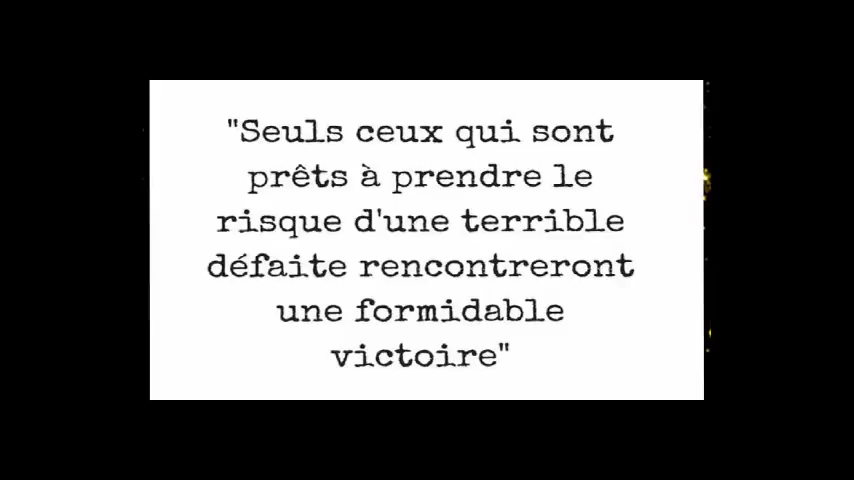 "Seuls ceux qui sont
prêts à prendre le
risque d'une terrible
défaite rencontreront
une formidable
victoire"